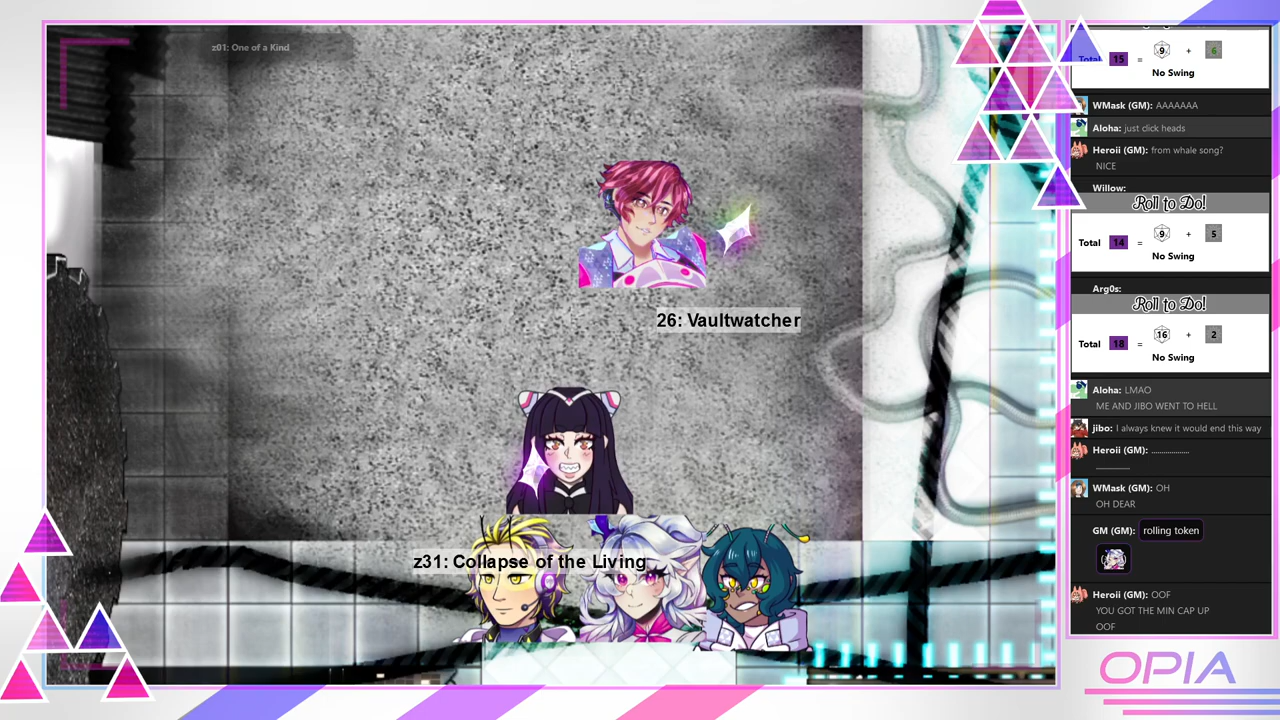 z01: One of a Kind
26: Vaultwatcher
z31: Collapse of the Living
Total 15 = 9 + 6
No Swing
WMask (GM): AAAAAAA
Aloha: just click heads
Heroii (GM): from whale song?
NICE
Willow:
Roll to Do!
Total 14 = 9 + 5
No Swing
Arg0s:
Roll to Do!
Total 18 = 16 + 2
No Swing
Aloha: LMAO
ME AND JIBO WENT TO HELL
jibo: I always knew it would end this way
Heroii (GM): ..................
___________
WMask (GM): OH
OH DEAR
GM (GM): rolling token
Heroii (GM): OOF
YOU GOT THE MIN CAP UP
OOF
OPIA